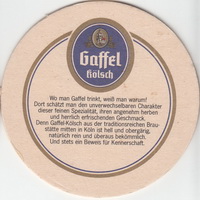 Gaffel
Kölsch
Wo man Gaffel trinkt, weiß man warum!
Dort schätzt man den unverwechselbaren Charakter
dieser feinen Spezialität, ihren angenehm herben
und herrlich erfrischenden Geschmack.
Denn Gaffel-Kölsch aus der traditionsreichen Brau-
stätte mitten in Köln ist hell und obergärig,
natürlich rein und überaus bekömmlich.
Und stets ein Beweis für Kennerschaft.